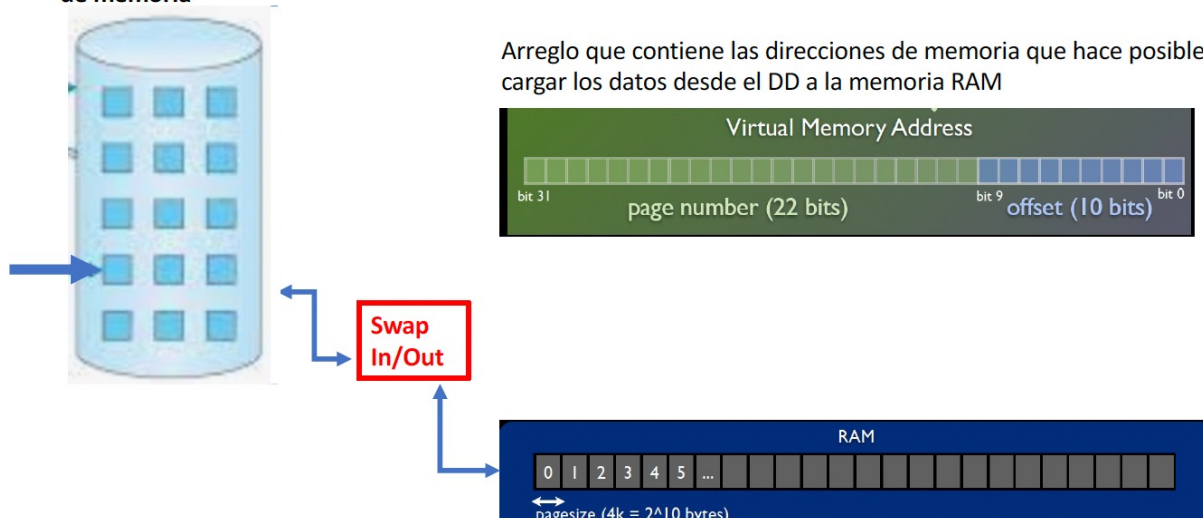 de memoria
Arreglo que contiene las direcciones de memoria que hace posible
cargar los datos desde el DD a la memoria RAM
Virtual Memory Address
bit 31
bit 9
bit 0
page number (22 bits)
offset (10 bits)
Swap
In/Out
RAM
0 1 2 3 4 5 ...
pagesize (4k = 2^10 bytes)